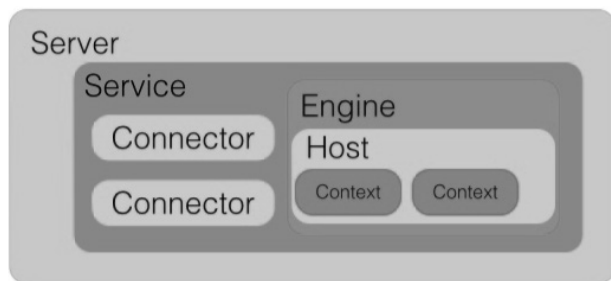 Server
Service
Connector
Connector
Engine
Host
Context Context